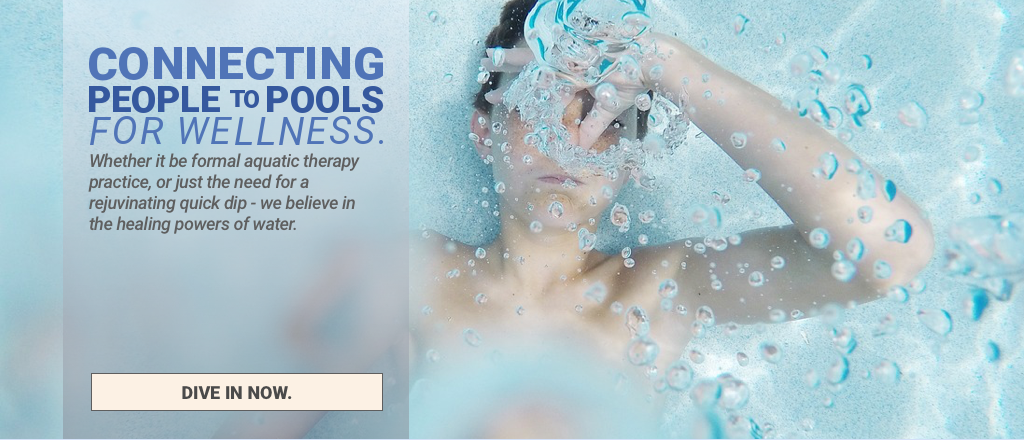 CONNECTING
PEOPLE TO POOLS
FOR WELLNESS.
Whether it be formal aquatic therapy
practice, or just the need for a
rejuvinating quick dip - we believe in
the healing powers of water.
DIVE IN NOW.